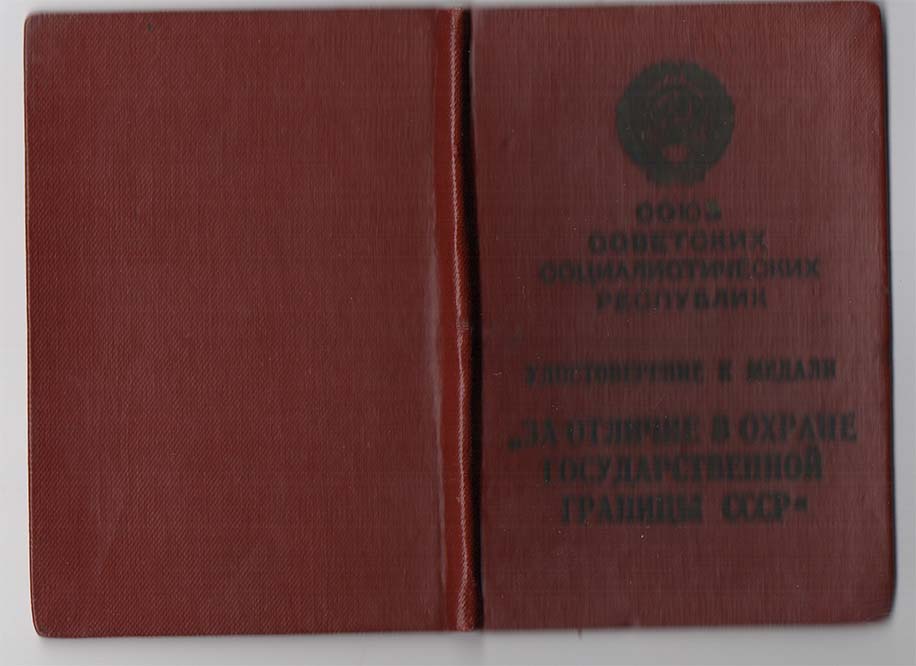 СОЮЗ
СОВЕТСКИХ
СОЦИАЛИСТИЧЕСКИХ
РЕСПУБЛИК
УДОСТОВЕРЕНИЕ К МЕДАЛИ
„ЗА ОТЛИЧИЕ В ОХРАНЕ
ГОСУДАРСТВЕННОЙ
ГРАНИЦЫ СССР“